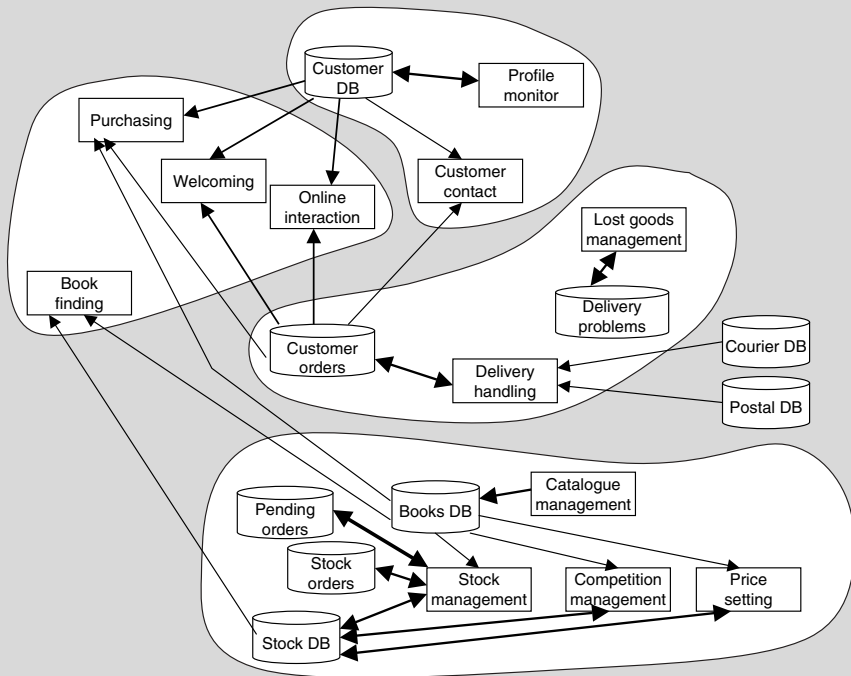 Customer
DB
Profile
monitor
Purchasing
Welcoming
Online
interaction
Customer
contact
Lost goods
management
Book
finding
Delivery
problems
Customer
orders
Delivery
handling
Courier DB
Postal DB
Catalogue
management
Books DB
Pending
orders
Stock
orders
Stock
management
Competition
management
Price
setting
Stock DB